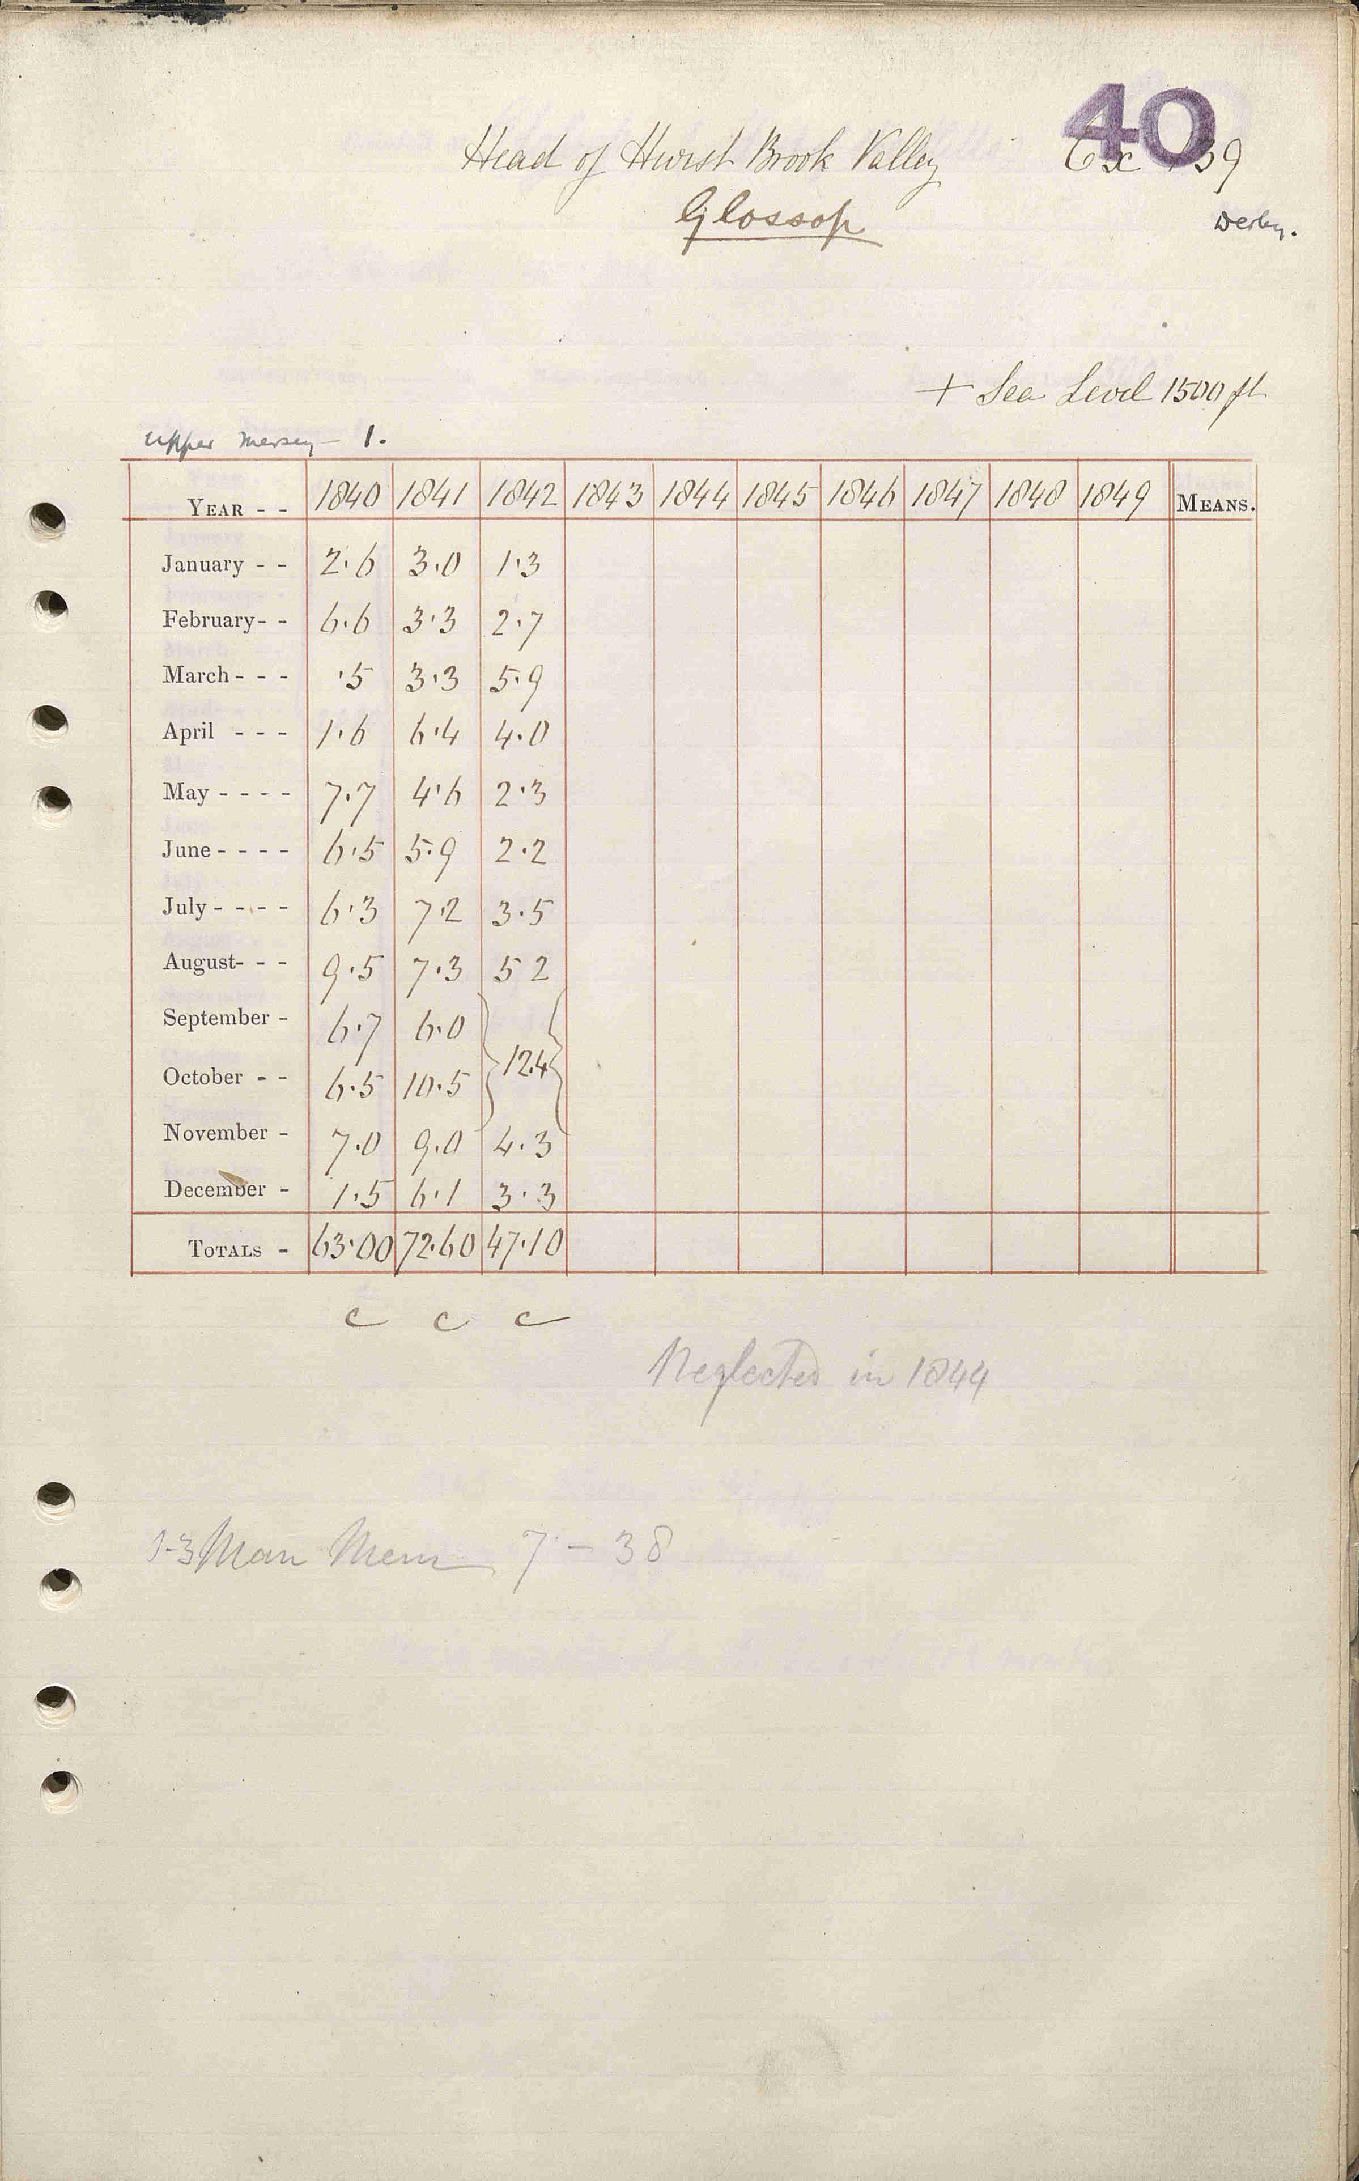 40
Head of Hurst Brook Valley
39
Glossop
Derby.
+ Sea Level 1500 ft
Upper Mersey – 1.
YEAR - - 1840 1841 1842 1843 1844 1845 1846 1847 1848 1849 MEANS.
January - - 2.6 3.0 1.3
February- - 6.6 3.3 2.7
March - - - .5 3.3 5.9
April - - - 1.6 6.4 4.0
May - - - - 7.7 4.6 2.3
June - - - - 6.5 5.9 2.2
July - - - - 6.3 7.2 3.5
August- - - 9.5 7.3 5 2
September - 6.7 6.0
12.4
October - - 6.5 10.5
November - 7.0 9.0 4.3
December - 1.5 6.1 3.3
TOTALS - 63.00 72.60 47.10
c c c
Neglected in 1844
Man Mem 7 – 38